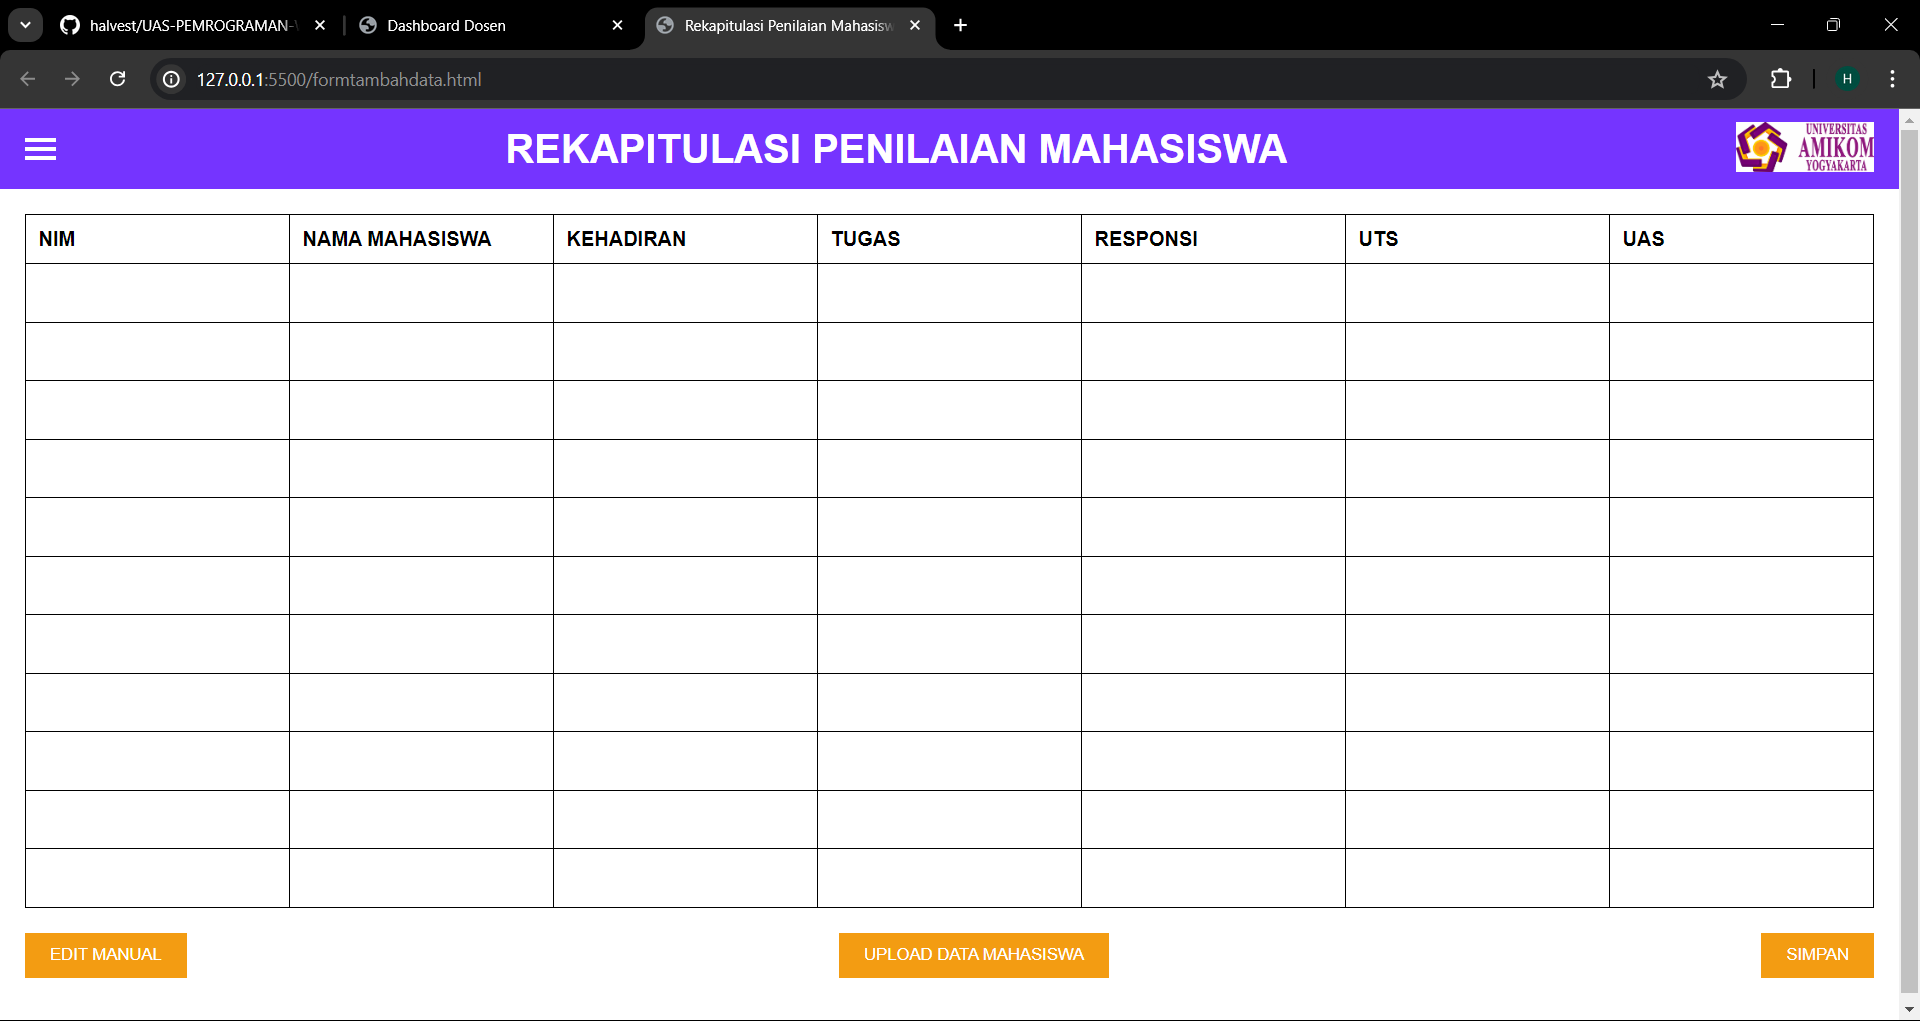 halvest/UAS-PEMROGRAMAN-
Dashboard Dosen
Rekapitulasi Penilaian Mahasisw
127.0.0.1:5500/formtambahdata.html
H
REKAPITULASI PENILAIAN MAHASISWA
UNIVERSITAS
AMIKOM
YOGYAKARTA
NIM NAMA MAHASISWA KEHADIRAN TUGAS RESPONSI UTS UAS
EDIT MANUAL UPLOAD DATA MAHASISWA SIMPAN